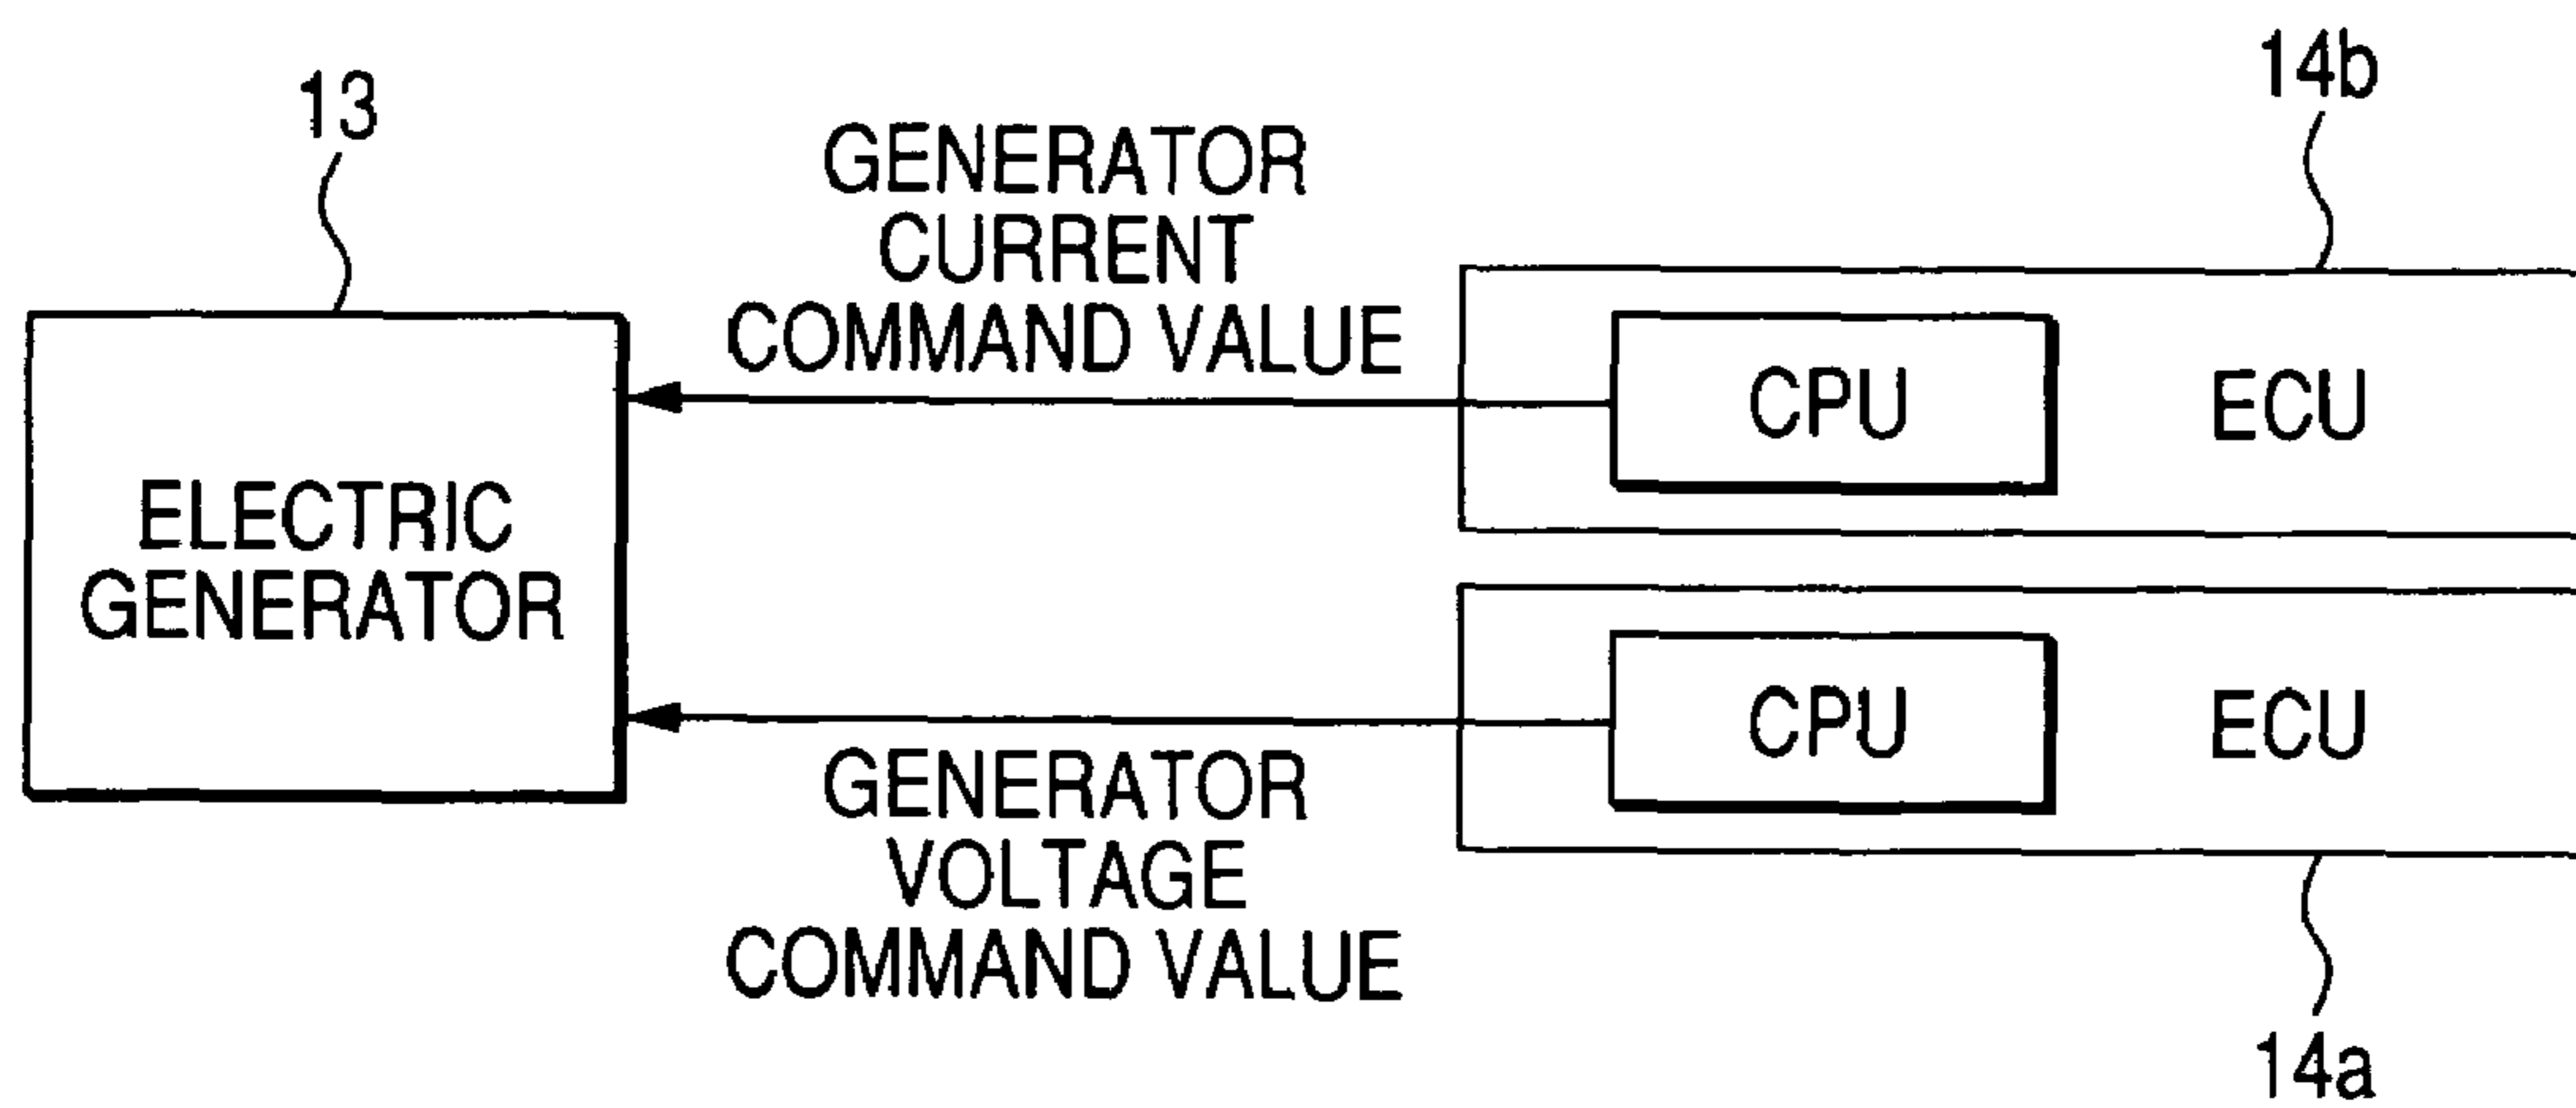 13
14b
GENERATOR
CURRENT
COMMAND VALUE
CPU
ECU
ELECTRIC
GENERATOR
CPU
ECU
GENERATOR
VOLTAGE
COMMAND VALUE
14a